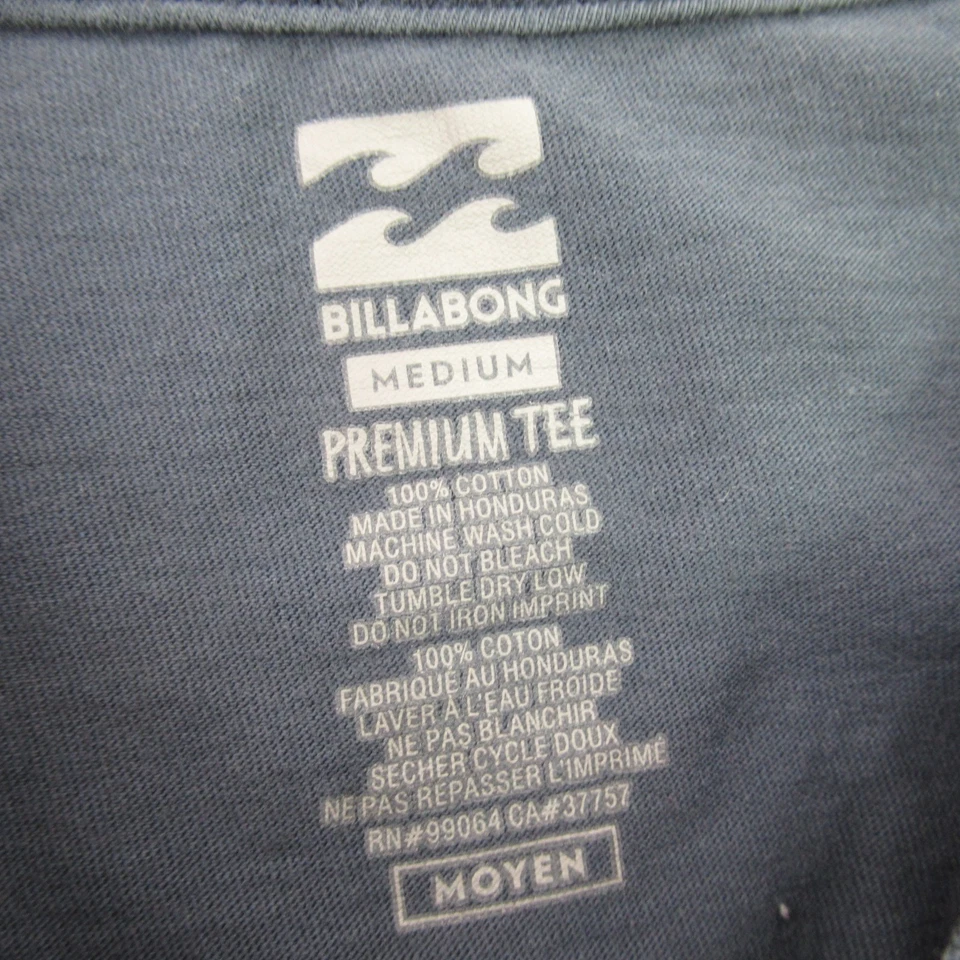 BILLABONG
MEDIUM
PREMIUM TEE
100% COTTON
MADE IN HONDURAS
MACHINE WASH COLD
DO NOT BLEACH
TUMBLE DRY LOW
DO NOT IRON IMPRINT
100% COTON
FABRIQUE AU HONDURAS
LAVER À L'EAU FROIDE
NE PAS BLANCHIR
SECHER CYCLE DOUX
NE PAS REPASSER L'IMPRIMÉ
RN#99064 CA#37757
MOYEN